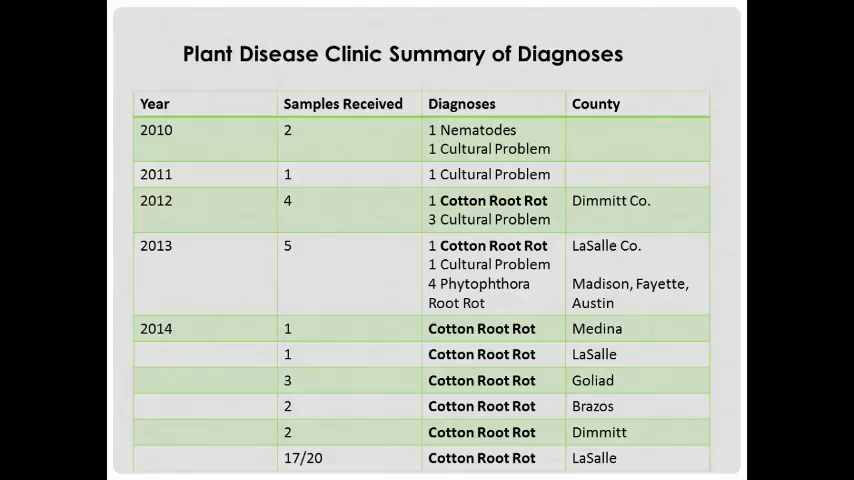 Plant Disease Clinic Summary of Diagnoses
Year Samples Received Diagnoses County
2010 2 1 Nematodes
1 Cultural Problem
2011 1 1 Cultural Problem
2012 4 1 Cotton Root Rot Dimmitt Co.
3 Cultural Problem
2013 5 1 Cotton Root Rot LaSalle Co.
1 Cultural Problem
4 Phytophthora Madison, Fayette,
Root Rot Austin
2014 1 Cotton Root Rot Medina
1 Cotton Root Rot LaSalle
3 Cotton Root Rot Goliad
2 Cotton Root Rot Brazos
2 Cotton Root Rot Dimmitt
17/20 Cotton Root Rot LaSalle